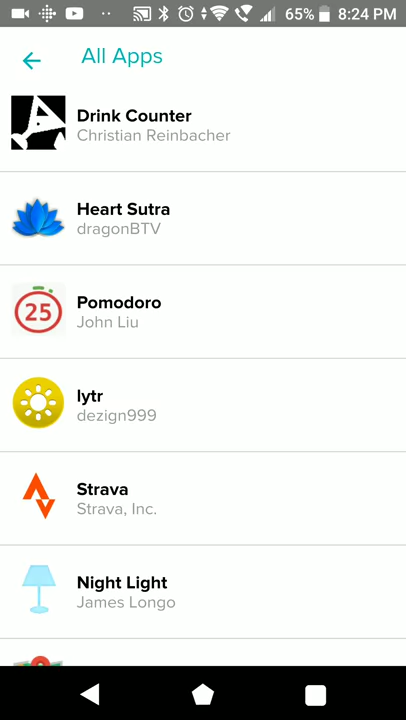 65% 8:24 PM
All Apps
Drink Counter
Christian Reinbacher
Heart Sutra
dragonBTV
25
Pomodoro
John Liu
lytr
dezign999
Strava
Strava, Inc.
Night Light
James Longo